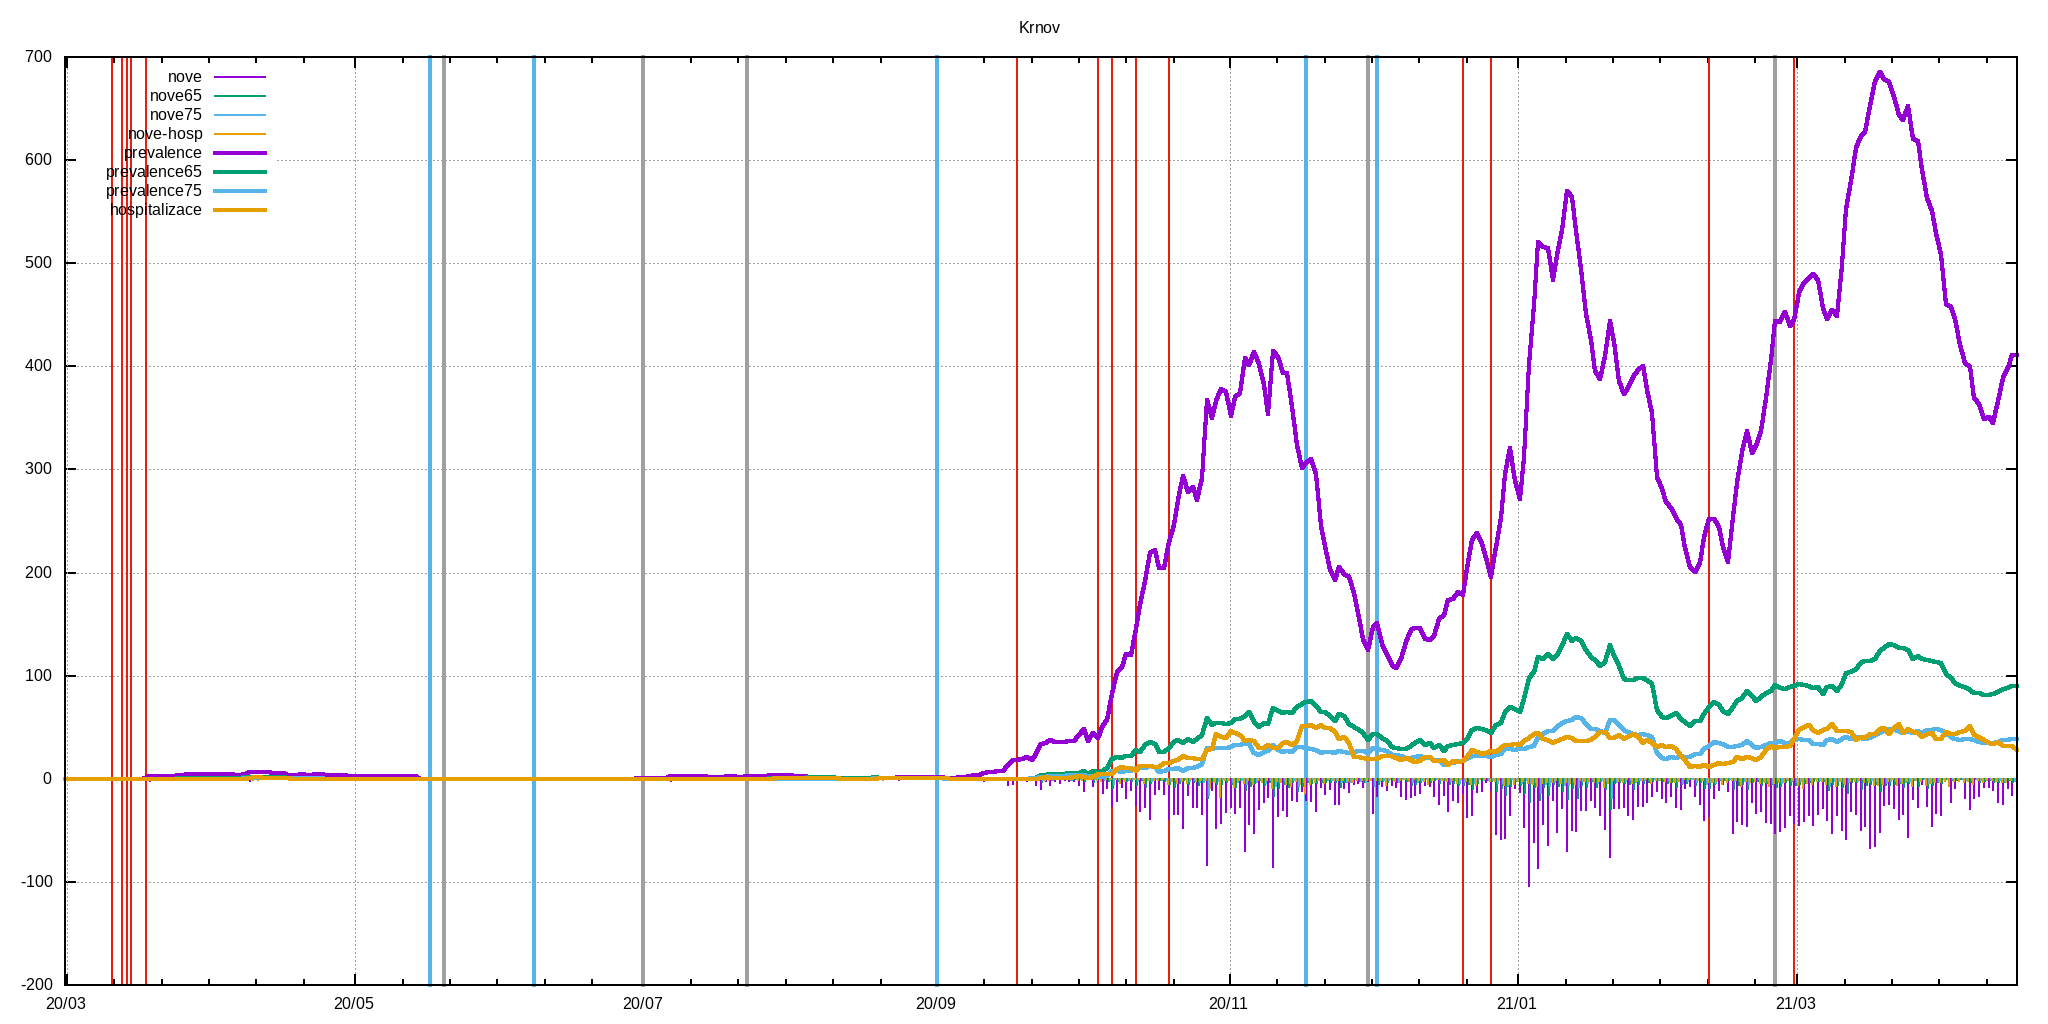 Krnov
700
600
500
400
300
200
100
0
-100
-200
nove
nove65
nove75
nove-hosp
prevalence
prevalence65
prevalence75
hospitalizace
20/03
20/05
20/07
20/09
20/11
21/01
21/03